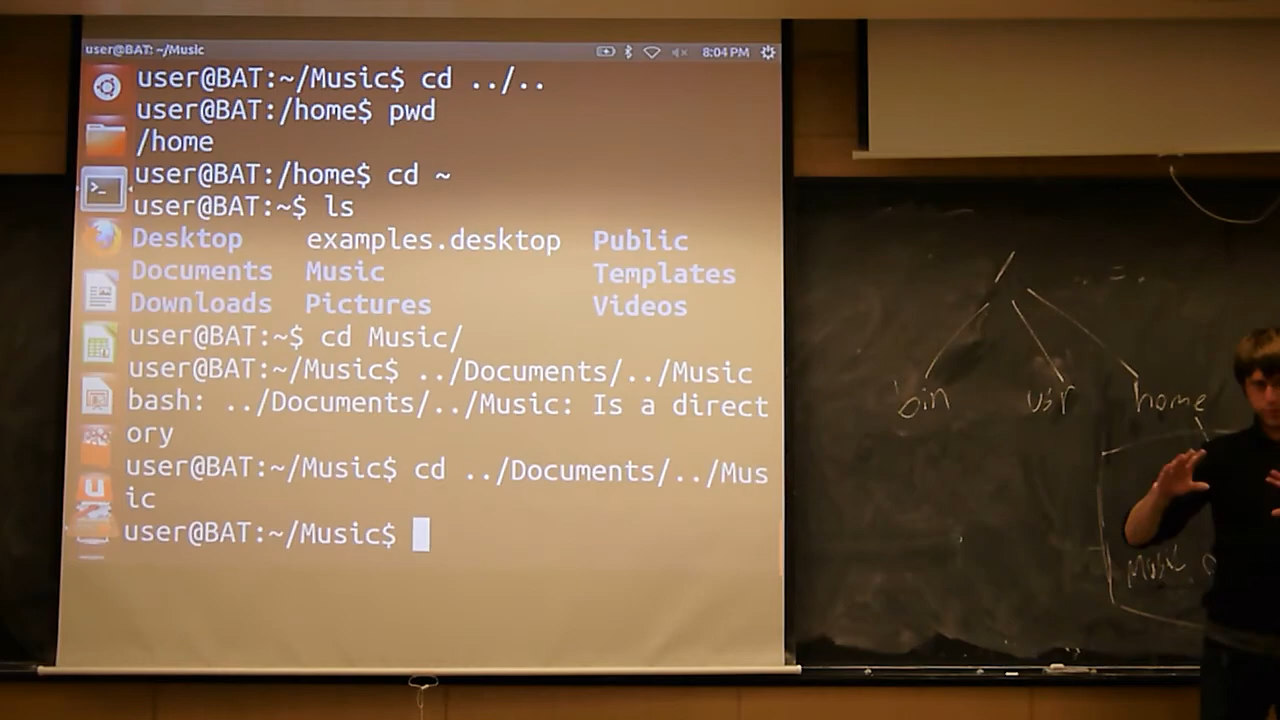 user@BAT: ~/Music
8:04 PM
user@BAT:~/Music$ cd ../..
user@BAT:/home$ pwd
/home
user@BAT:/home$ cd ~
user@BAT:~$ ls
Desktop examples.desktop Public
Documents Music Templates
Downloads Pictures Videos
user@BAT:~$ cd Music/
user@BAT:~/Music$ ../Documents/../Music
bash: ../Documents/../Music: Is a direct
ory
user@BAT:~/Music$ cd ../Documents/../Mus
ic
user@BAT:~/Music$
/
bin usr home
Music